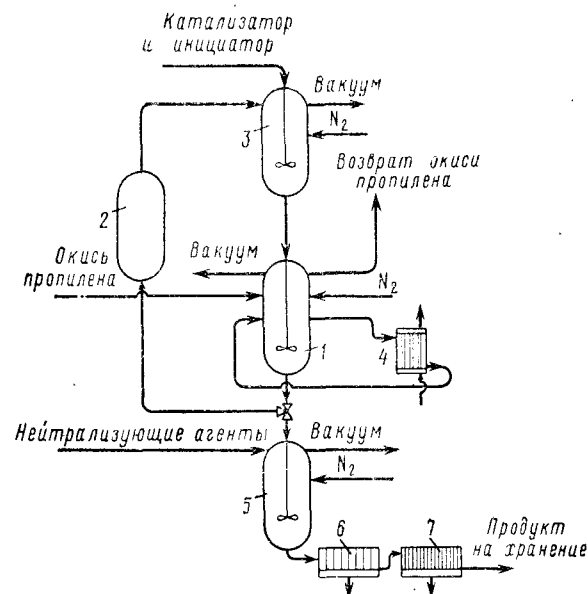 Катализатор
и инициатор
Вакуум
N₂
3
Возврат окиси
пропилена
2
Вакуум
Окись
пропилена
N₂
1
4
Нейтрализующие агенты
Вакуум
N₂
5
6
7
Продукт
на хранение